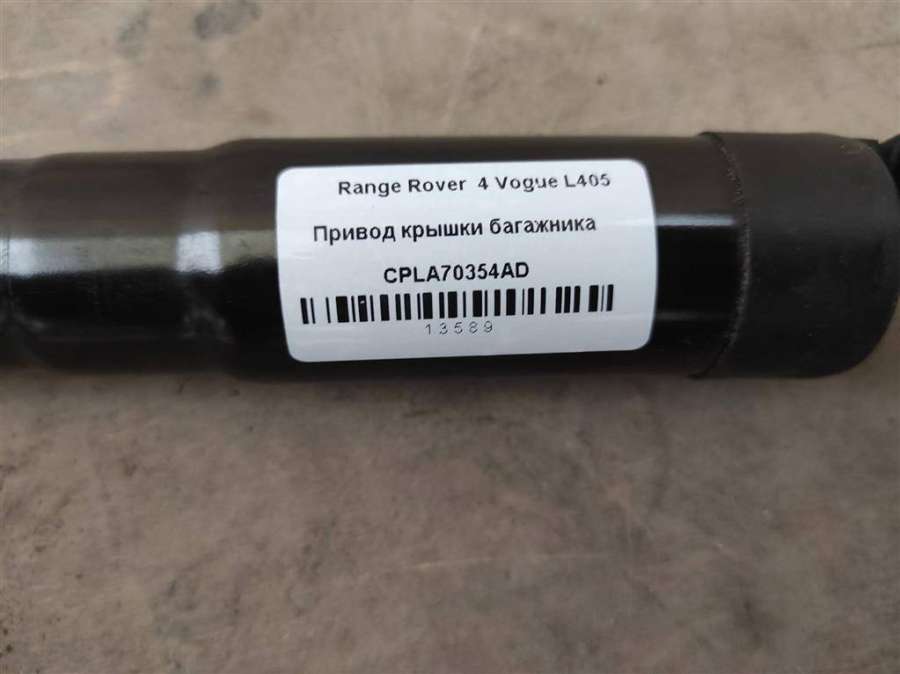 Range Rover 4 Vogue L405
Привод крышки багажника
CPLA70354AD
13589